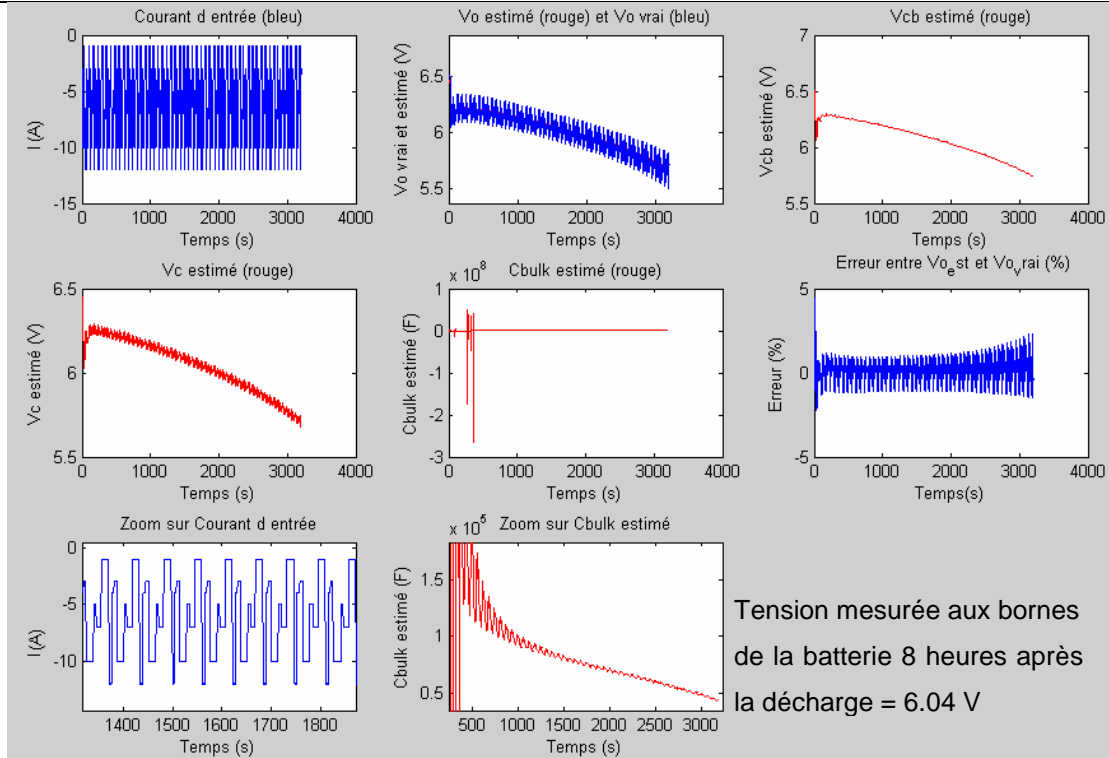 Courant d entrée (bleu)
0
-5
-10
-15
I (A)
0 1000 2000 3000 4000
Temps (s)
Vo estimé (rouge) et Vo vrai (bleu)
6.5
6
5.5
Vo vrai et estimé (V)
0 1000 2000 3000 4000
Temps (s)
Vcb estimé (rouge)
7
6.5
6
5.5
Vcb estimé (V)
0 1000 2000 3000 4000
Temps (s)
Vc estimé (rouge)
6.5
6
5.5
Vc estimé (V)
0 1000 2000 3000 4000
Temps (s)
Cbulk estimé (rouge)
x 10^8
1
0
-1
-2
-3
Cbulk estimé (F)
0 1000 2000 3000 4000
Temps (s)
Erreur entre Vo_est et Vo_vrai (%)
5
0
-5
Erreur (%)
0 1000 2000 3000 4000
Temps(s)
Zoom sur Courant d entrée
0
-5
-10
I (A)
1400 1500 1600 1700 1800
Temps (s)
Zoom sur Cbulk estimé
x 10^5
1.5
1
0.5
Cbulk estimé (F)
500 1000 1500 2000 2500 3000
Temps (s)
Tension mesurée aux bornes
de la batterie 8 heures après
la décharge = 6.04 V